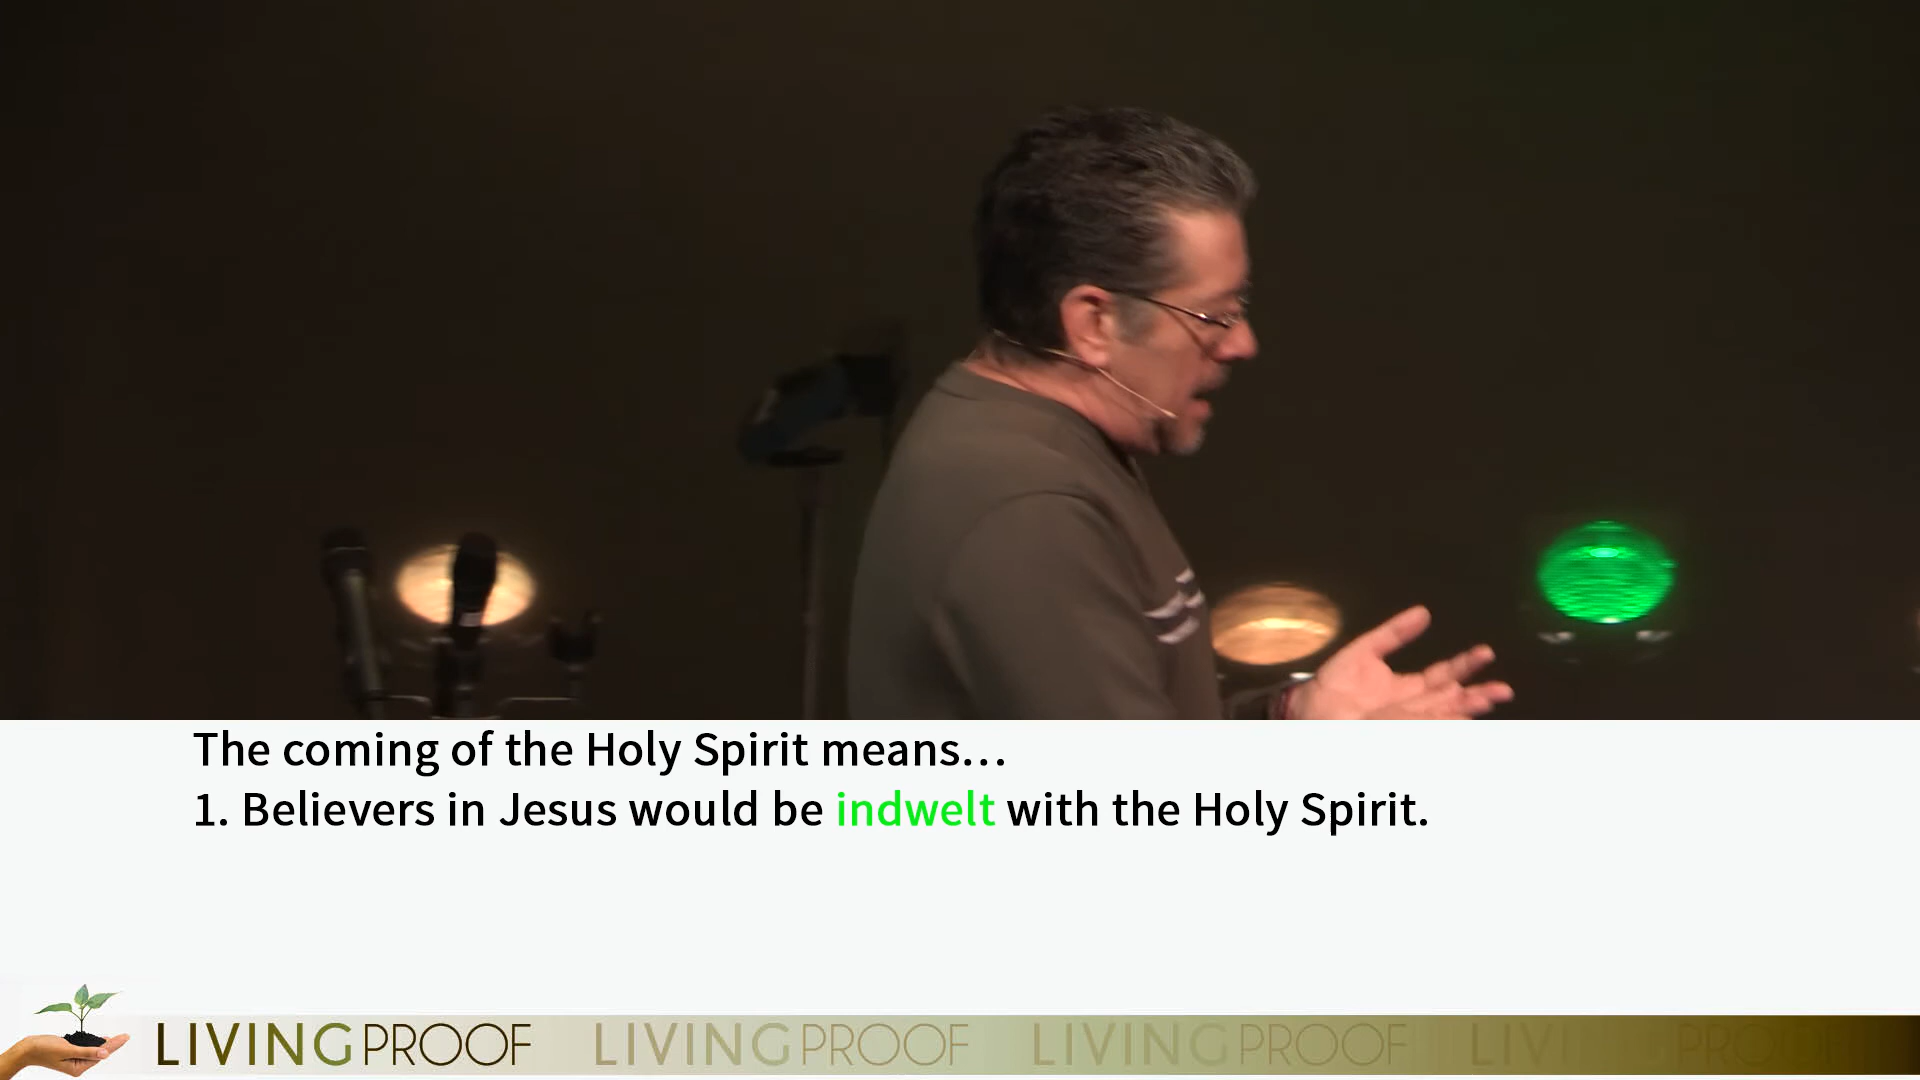 The coming of the Holy Spirit means…
1. Believers in Jesus would be indwelt with the Holy Spirit.
LIVINGPROOF LIVINGPROOF LIVINGPROOF LIVINGPROOF